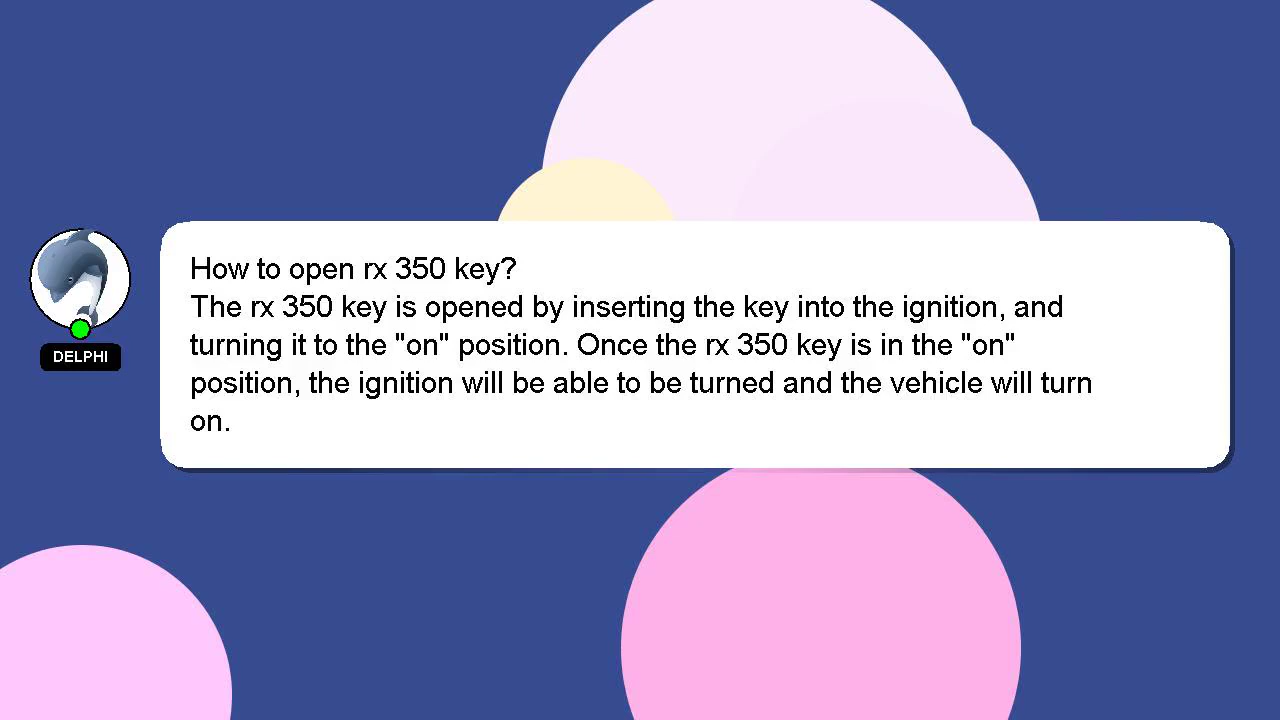 How to open rx 350 key?
The rx 350 key is opened by inserting the key into the ignition, and
turning it to the "on" position. Once the rx 350 key is in the "on"
position, the ignition will be able to be turned and the vehicle will turn
on.
DELPHI